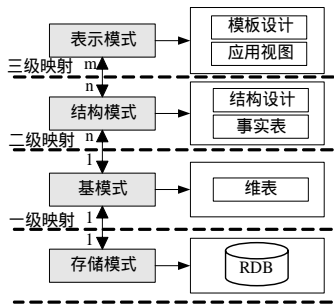 模板设计
表示模式
应用视图
三级映射
m
n
结构设计
结构模式
事实表
二级映射
n
1
基模式
维表
一级映射
1
1
存储模式
RDB